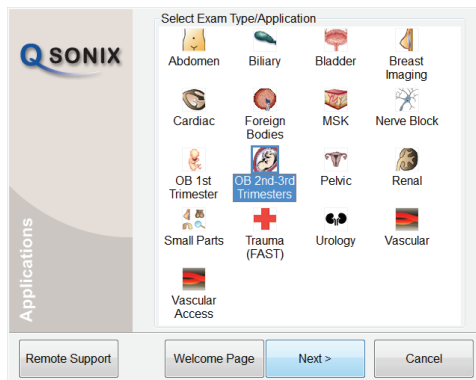 Select Exam Type/Application
Q SONIX
Abdomen
Biliary
Bladder
Breast
Imaging
Cardiac
Foreign
Bodies
MSK
Nerve Block
OB 1st
Trimester
OB 2nd-3rd
Trimesters
Pelvic
Renal
Small Parts
Trauma
(FAST)
Urology
Vascular
Vascular
Access
Applications
Remote Support
Welcome Page
Next >
Cancel